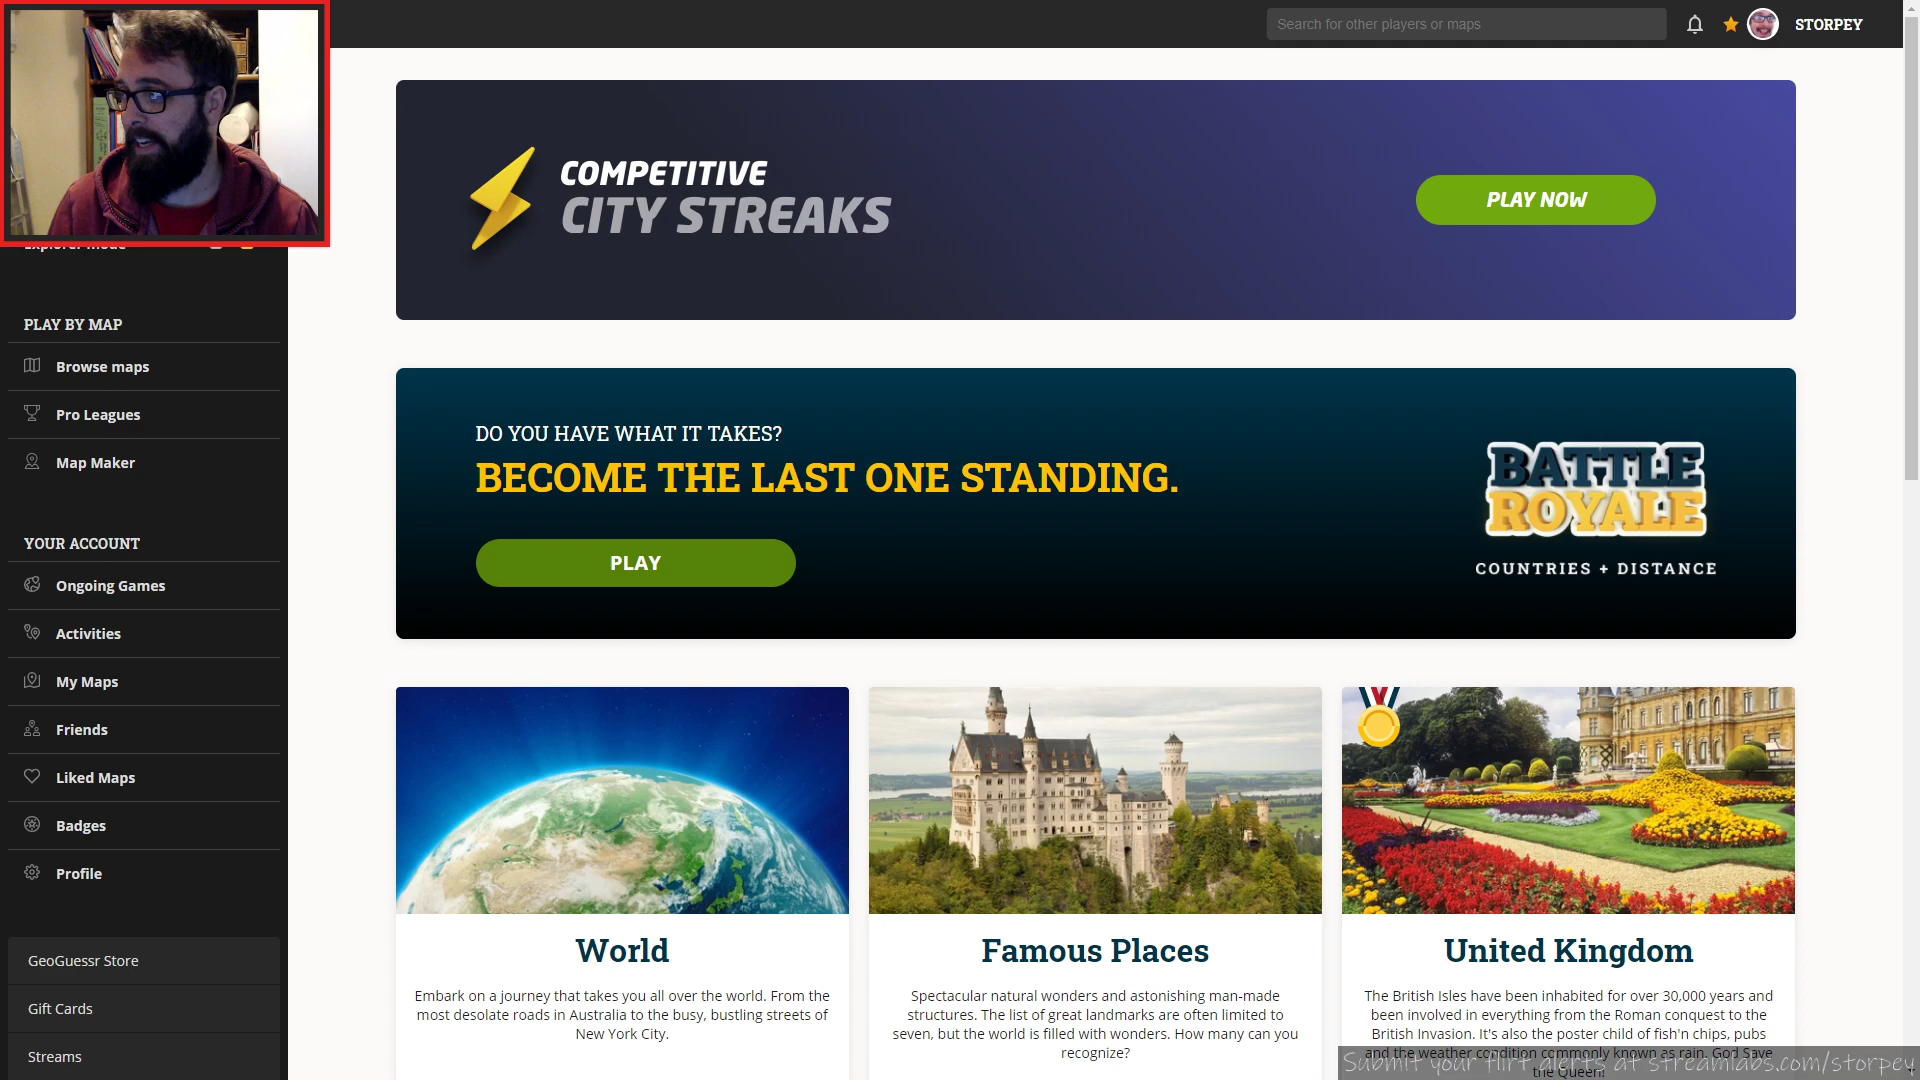 Search for other players or maps
STORPEY
COMPETITIVE
CITY STREAKS
PLAY NOW
Explorer mode
PLAY BY MAP
Browse maps
Pro Leagues
Map Maker
YOUR ACCOUNT
Ongoing Games
Activities
My Maps
Friends
Liked Maps
Badges
Profile
GeoGuessr Store
Gift Cards
Streams
DO YOU HAVE WHAT IT TAKES?
BECOME THE LAST ONE STANDING.
PLAY
BATTLE
ROYALE
COUNTRIES + DISTANCE
World
Embark on a journey that takes you all over the world. From the
most desolate roads in Australia to the busy, bustling streets of
New York City.
Famous Places
Spectacular natural wonders and astonishing man-made
structures. The list of great landmarks are often limited to
seven, but the world is filled with wonders. How many can you
recognize?
United Kingdom
The British Isles have been inhabited for over 30,000 years and
been involved in everything from the Roman conquest to the
British Invasion. It's also the poster child of fish'n chips, pubs
and the weather condition commonly known as rain. God Save
the Queen!
Submit your flirt alerts at streamlabs.com/storpey